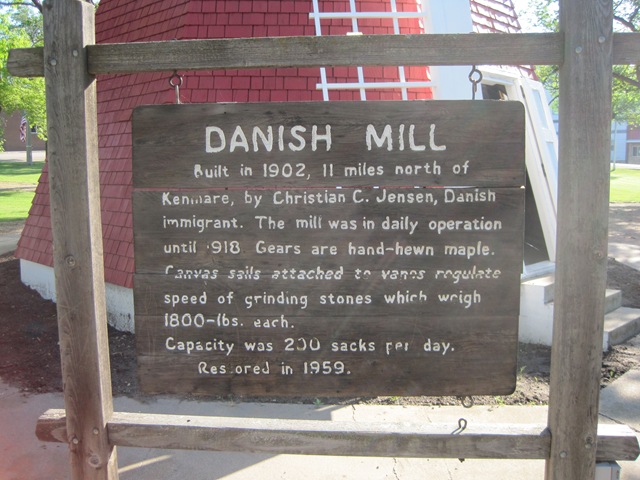 DANISH MILL
Built in 1902, 11 miles north of
Kenmare, by Christian C. Jensen, Danish
immigrant. The mill was in daily operation
until 1918 Gears are hand-hewn maple.
Canvas sails attached to vanes regulate
speed of grinding stones which weigh
1800-lbs. each.
Capacity was 200 sacks per day.
Restored in 1959.